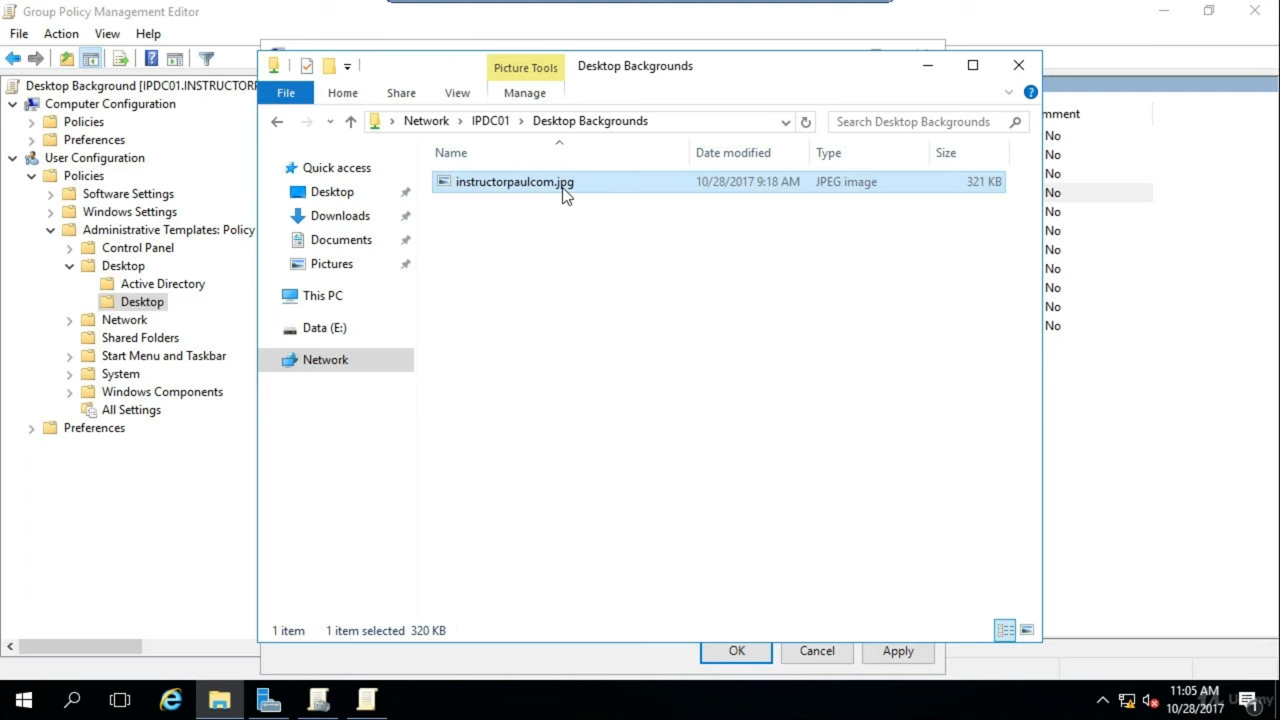 Group Policy Management Editor
File Action View Help
Desktop Background [IPDC01.INSTRUCTORP
Computer Configuration
Policies
Preferences
User Configuration
Policies
Software Settings
Windows Settings
Administrative Templates: Policy
Control Panel
Desktop
Active Directory
Desktop
Network
Shared Folders
Start Menu and Taskbar
System
Windows Components
All Settings
Preferences
Picture Tools Desktop Backgrounds
File Home Share View Manage
Network > IPDC01 > Desktop Backgrounds
Search Desktop Backgrounds
Quick access
Desktop
Downloads
Documents
Pictures
This PC
Data (E:)
Network
Name Date modified Type Size
instructorpaulcom.jpg 10/28/2017 9:18 AM JPEG image 321 KB
1 item 1 item selected 320 KB
mment
No
No
No
No
No
No
No
No
No
No
No
OK Cancel Apply
11:05 AM
10/28/2017
1
Udemy